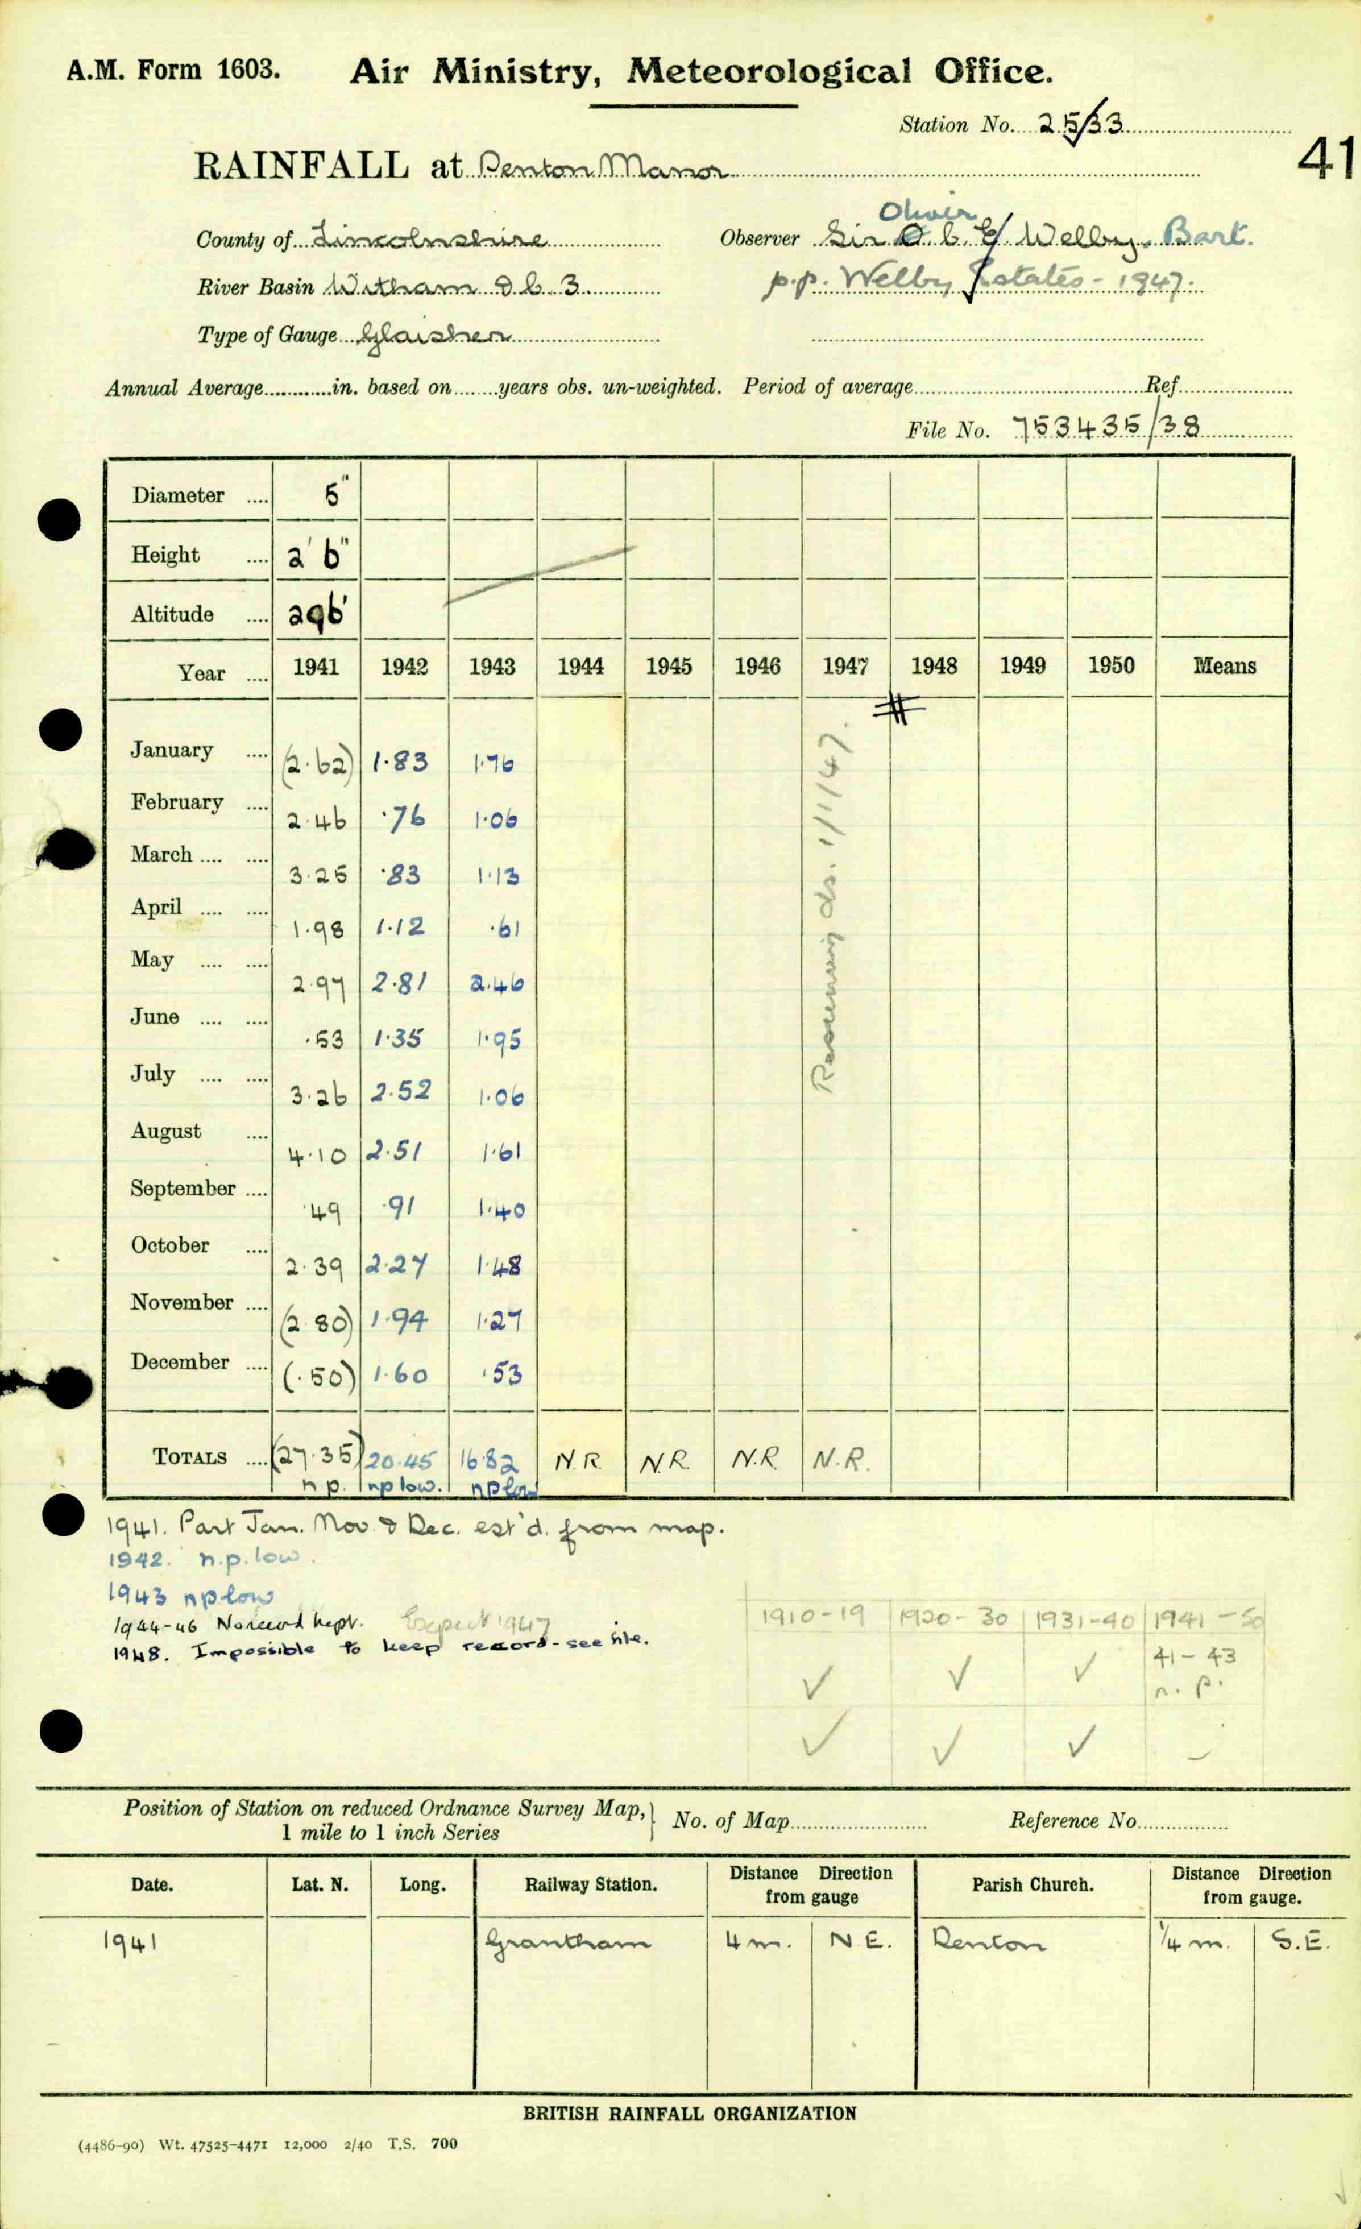 A.M. Form 1603. Air Ministry, Meteorological Office.
Station No. 25/33
41
RAINFALL at Denton Manor
County of Lincolnshire Observer Sir O. C. E. Welby. Bart.
Oliver
River Basin Witham D b 3. p.p. Welby Estates - 1947.
Type of Gauge Glaisher
Annual Average in. based on years obs. un-weighted. Period of average Ref.
File No. 753435/38
Diameter .... 5"
Height .... 2' 6"
Altitude .... 296'
Year .... 1941 1942 1943 1944 1945 1946 1947 1948 1949 1950 Means
January .... (2.62) 1.83 1.76
February .... 2.46 .76 1.06
March .... .... 3.25 .83 1.13
April .... .... 1.98 1.12 .61
May .... .... 2.97 2.81 2.46
June .... .... .53 1.35 1.95
July .... .... 3.26 2.52 1.06
August .... 4.10 2.51 1.61
September .... .49 .91 1.40
October .... 2.39 2.27 1.48
November .... (2.80) 1.94 1.27
December .... (.50) 1.60 .53
Resuming ds. 1/1/47.
TOTALS .... (27.35) 20.45 16.82 N.R. N.R. N.R. N.R.
n p. np low. np low
1941. Part Jan. Nov. & Dec. est'd. from map.
1942. n.p. low.
1943 np low
1944-46 No record kept. Expect 1947
1948. Impossible to keep record - see file.
1910-19 1920-30 1931-40 1941-50
✓ ✓ ✓ 41-43
n. p.
✓ ✓ ✓ -
Position of Station on reduced Ordnance Survey Map, No. of Map Reference No.
1 mile to 1 inch Series
Date. Lat. N. Long. Railway Station. Distance Direction from gauge Parish Church. Distance Direction from gauge.
1941 Grantham 4 m. N.E. Denton ¼ m. S.E.
BRITISH RAINFALL ORGANIZATION
(4486-90) Wt. 47525-4471 12,000 2/40 T.S. 700